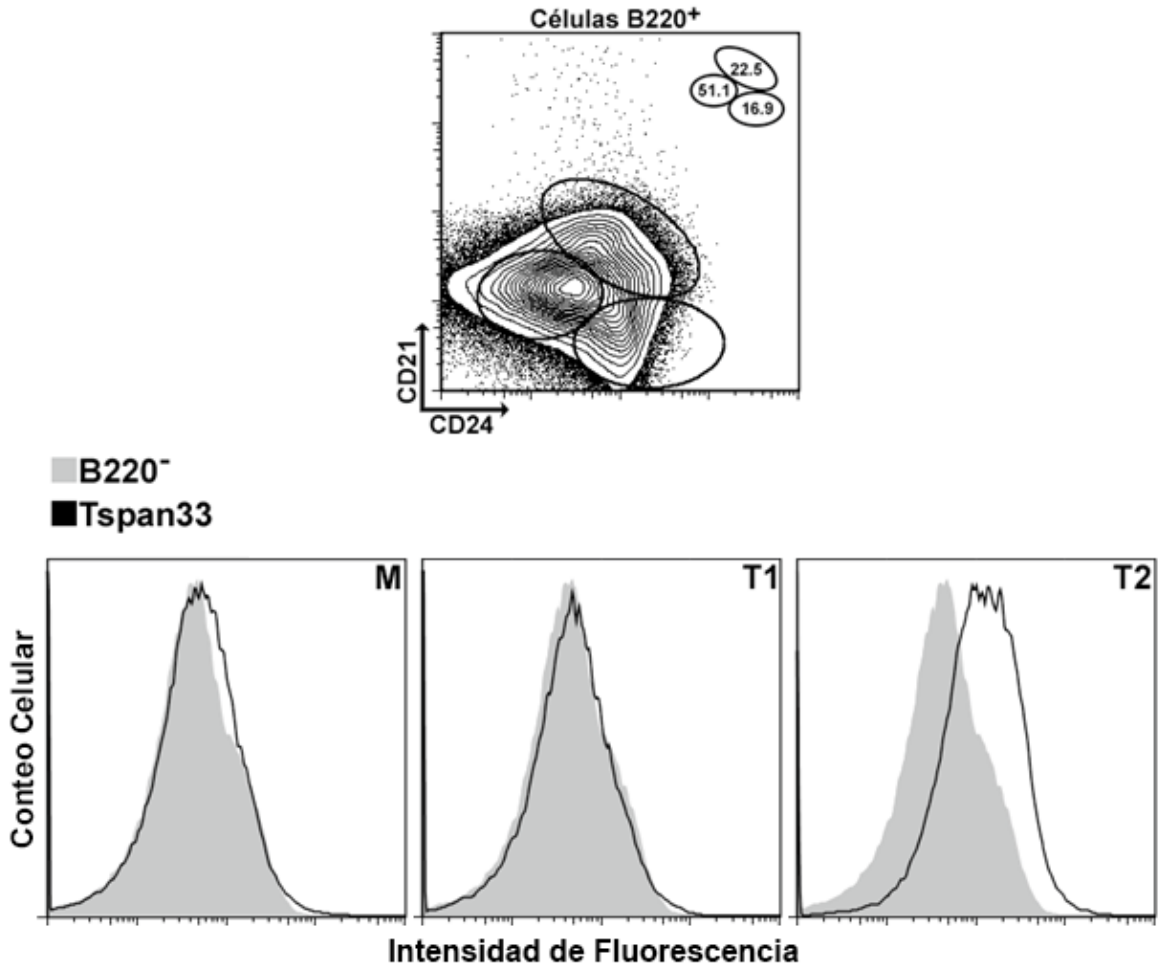 Células B220⁺
22.5
51.1
16.9
CD21
CD24
B220⁻
Tspan33
M
T1
T2
Conteo Celular
Intensidad de Fluorescencia